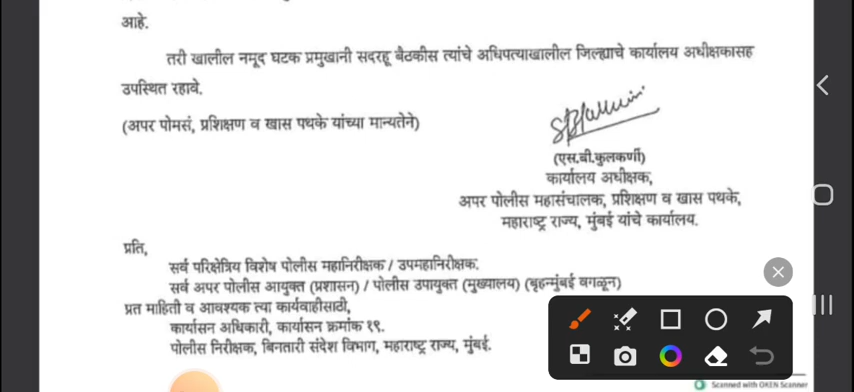 आहे.
तरी खालील नमूद घटक प्रमुखांनी सदरहू बैठकीस त्यांचे अधिपत्याखालील जिल्ह्याचे कार्यालय अधीक्षकासह
उपस्थित रहावे.
(अपर पोमसं, प्रशिक्षण व खास पथके यांच्या मान्यतेने)
(एस.बी.कुलकर्णी)
कार्यालय अधीक्षक,
अपर पोलीस महासंचालक, प्रशिक्षण व खास पथके,
महाराष्ट्र राज्य, मुंबई यांचे कार्यालय.
प्रति,
सर्व परिक्षेत्रिय विशेष पोलीस महानिरीक्षक / उपमहानिरीक्षक.
सर्व अपर पोलीस आयुक्त (प्रशासन) / पोलीस उपायुक्त (मुख्यालय) (बृहन्मुंबई वगळून)
प्रत माहिती व आवश्यक त्या कार्यवाहीसाठी,
कार्यासन अधिकारी, कार्यासन क्रमांक १९.
पोलीस निरीक्षक, बिनतारी संदेश विभाग, महाराष्ट्र राज्य, मुंबई.
Scanned with OKEN Scanner